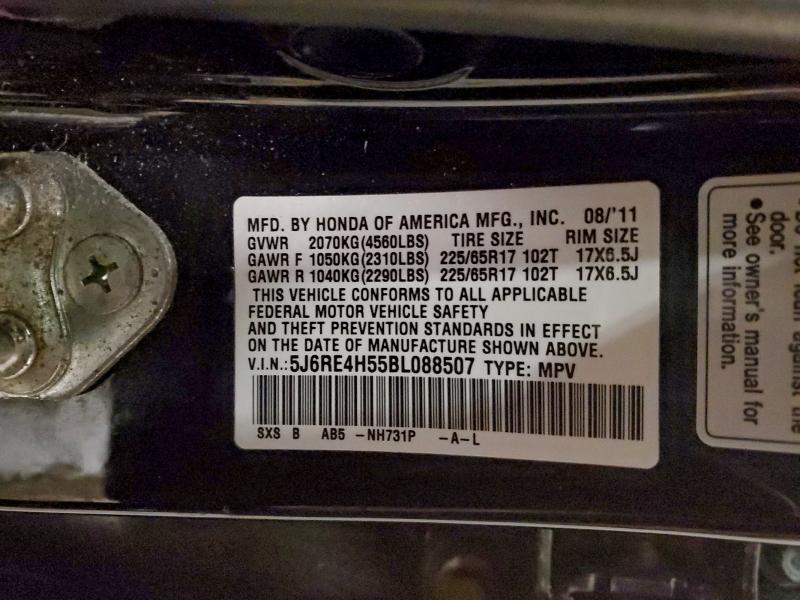 MFD. BY HONDA OF AMERICA MFG., INC. 08/'11
GVWR 2070KG(4560LBS) TIRE SIZE RIM SIZE
GAWR F 1050KG(2310LBS) 225/65R17 102T 17X6.5J
GAWR R 1040KG(2290LBS) 225/65R17 102T 17X6.5J
THIS VEHICLE CONFORMS TO ALL APPLICABLE
FEDERAL MOTOR VEHICLE SAFETY
AND THEFT PREVENTION STANDARDS IN EFFECT
ON THE DATE OF MANUFACTURE SHOWN ABOVE.
V.I.N.:5J6RE4H55BL088507 TYPE: MPV
SXS B AB5 -NH731P -A-L
against the
door.
• See owner's manual for
more information.